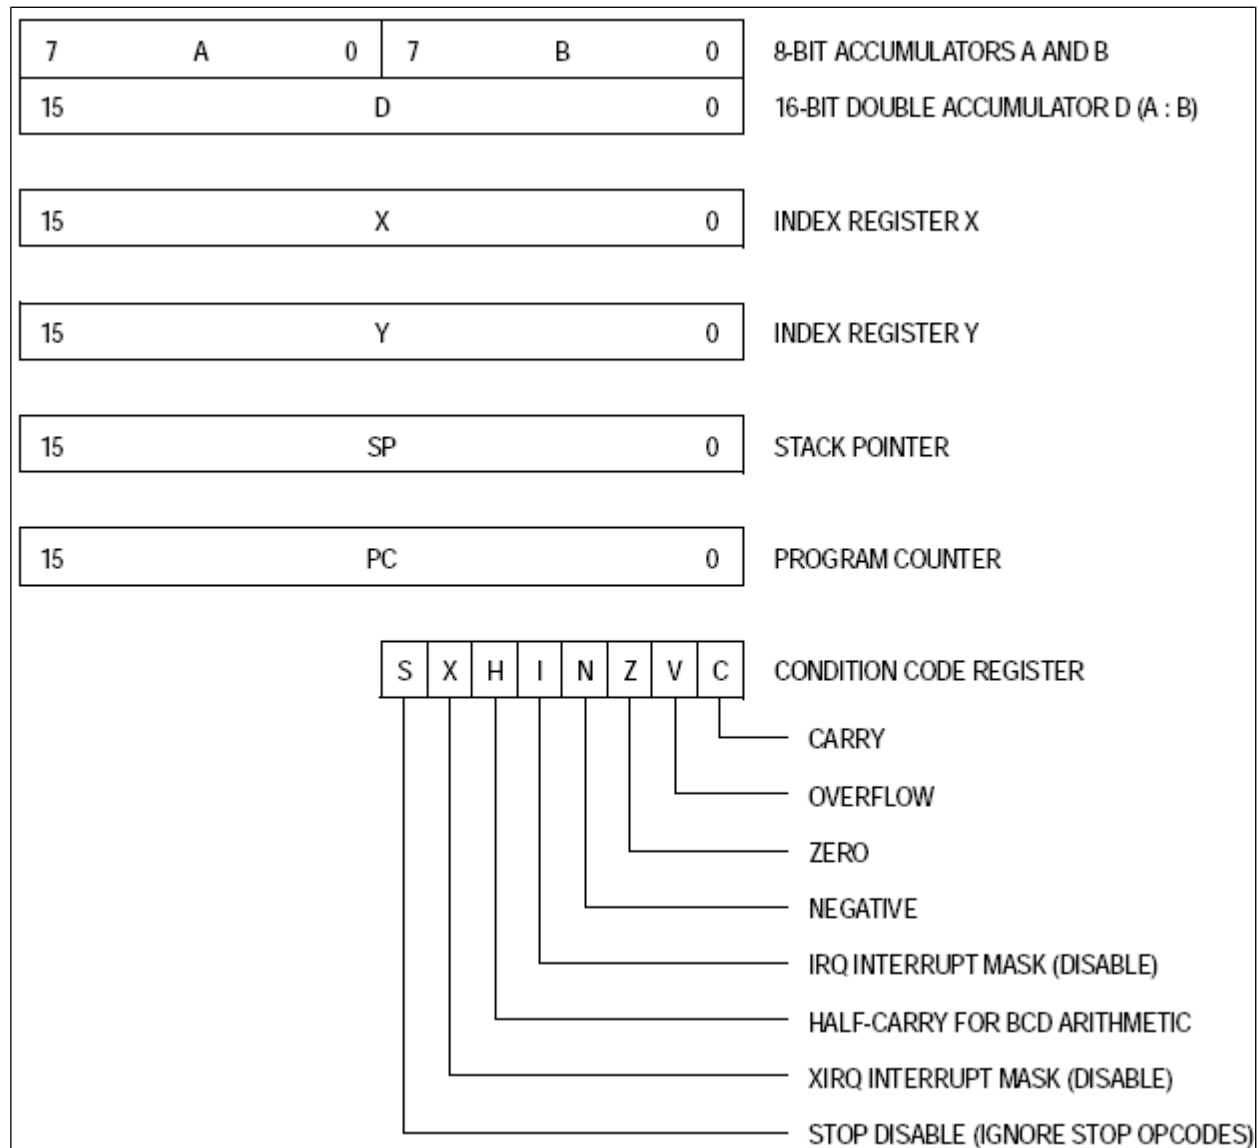 7 A 0 7 B 0 8-BIT ACCUMULATORS A AND B
15 D 0 16-BIT DOUBLE ACCUMULATOR D (A : B)
15 X 0 INDEX REGISTER X
15 Y 0 INDEX REGISTER Y
15 SP 0 STACK POINTER
15 PC 0 PROGRAM COUNTER
S X H I N Z V C CONDITION CODE REGISTER
CARRY
OVERFLOW
ZERO
NEGATIVE
IRQ INTERRUPT MASK (DISABLE)
HALF-CARRY FOR BCD ARITHMETIC
XIRQ INTERRUPT MASK (DISABLE)
STOP DISABLE (IGNORE STOP OPCODES)